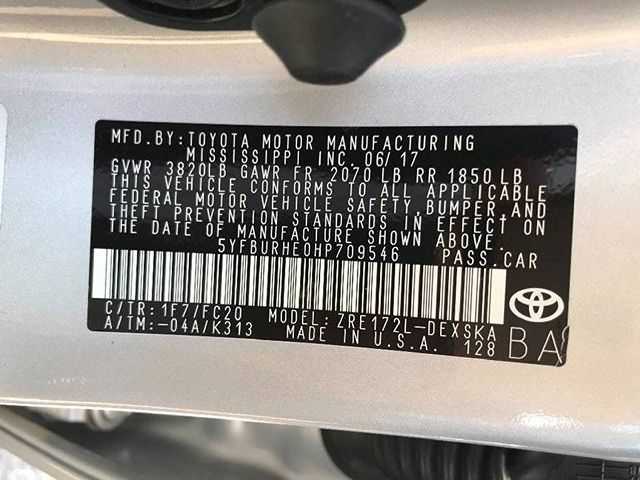 MFD.BY:TOYOTA MOTOR MANUFACTURING
MISSISSIPPI INC. 06/17
GVWR 3820LB GAWR FR 2070 LB RR 1850 LB
THIS VEHICLE CONFORMS TO ALL APPLICABLE
FEDERAL MOTOR VEHICLE SAFETY, BUMPER, AND
THEFT PREVENTION STANDARDS IN EFFECT ON
THE DATE OF MANUFACTURE SHOWN ABOVE.
5YFBURHE0HP709546 PASS.CAR
C/TR: 1F7/FC20 MODEL: ZRE172L-DEXSKA
A/TM:-04A/K313 MADE IN U.S.A. 128
TOYOTA
BA